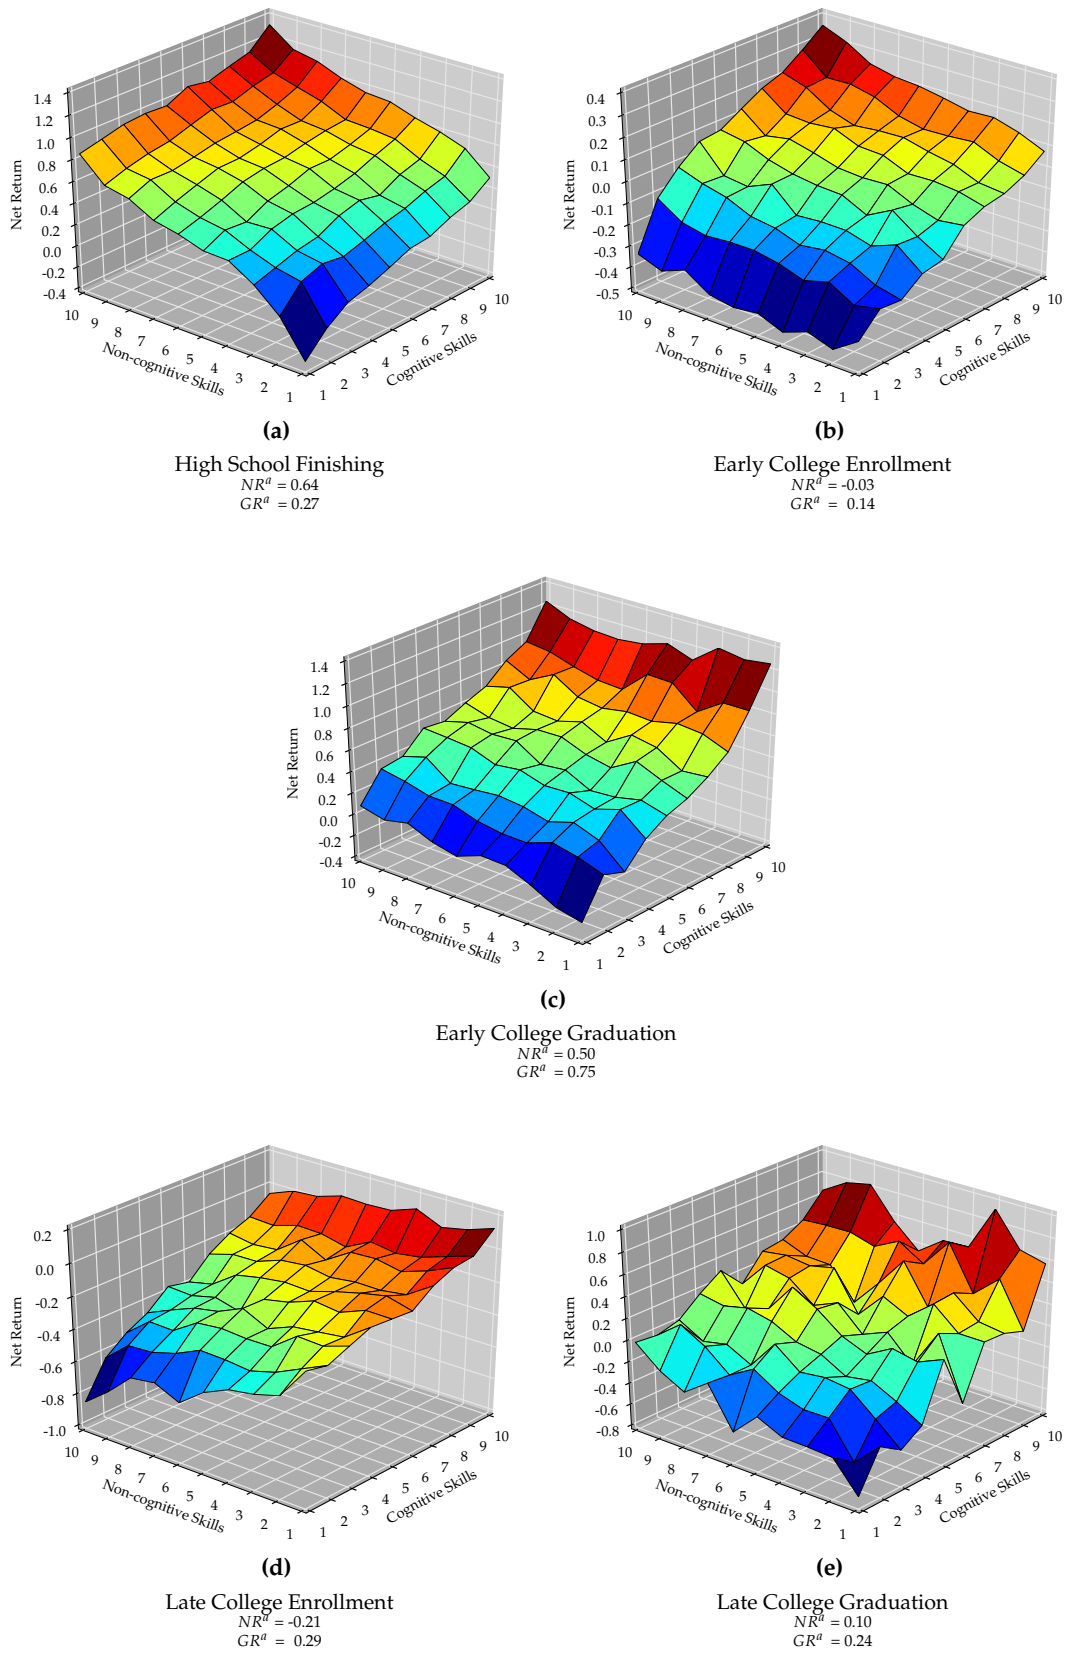 1.4
1.2
1.0
0.8
0.6
0.4
0.2
0.0
-0.2
-0.4
Net Return
10 9 8 7 6 5 4 3 2 1
Non-cognitive Skills
1 2 3 4 5 6 7 8 9 10
Cognitive Skills
(a)
High School Finishing
NRᵃ = 0.64
GRᵃ = 0.27
0.4
0.3
0.2
0.1
0.0
-0.1
-0.2
-0.3
-0.4
-0.5
Net Return
10 9 8 7 6 5 4 3 2 1
Non-cognitive Skills
1 2 3 4 5 6 7 8 9 10
Cognitive Skills
(b)
Early College Enrollment
NRᵃ = -0.03
GRᵃ = 0.14
1.4
1.2
1.0
0.8
0.6
0.4
0.2
0.0
-0.2
-0.4
Net Return
10 9 8 7 6 5 4 3 2 1
Non-cognitive Skills
1 2 3 4 5 6 7 8 9 10
Cognitive Skills
(c)
Early College Graduation
NRᵃ = 0.50
GRᵃ = 0.75
0.2
0.0
-0.2
-0.4
-0.6
-0.8
-1.0
Net Return
10 9 8 7 6 5 4 3 2 1
Non-cognitive Skills
1 2 3 4 5 6 7 8 9 10
Cognitive Skills
(d)
Late College Enrollment
NRᵃ = -0.21
GRᵃ = 0.29
1.0
0.8
0.6
0.4
0.2
0.0
-0.2
-0.4
-0.6
-0.8
Net Return
10 9 8 7 6 5 4 3 2 1
Non-cognitive Skills
1 2 3 4 5 6 7 8 9 10
Cognitive Skills
(e)
Late College Graduation
NRᵃ = 0.10
GRᵃ = 0.24